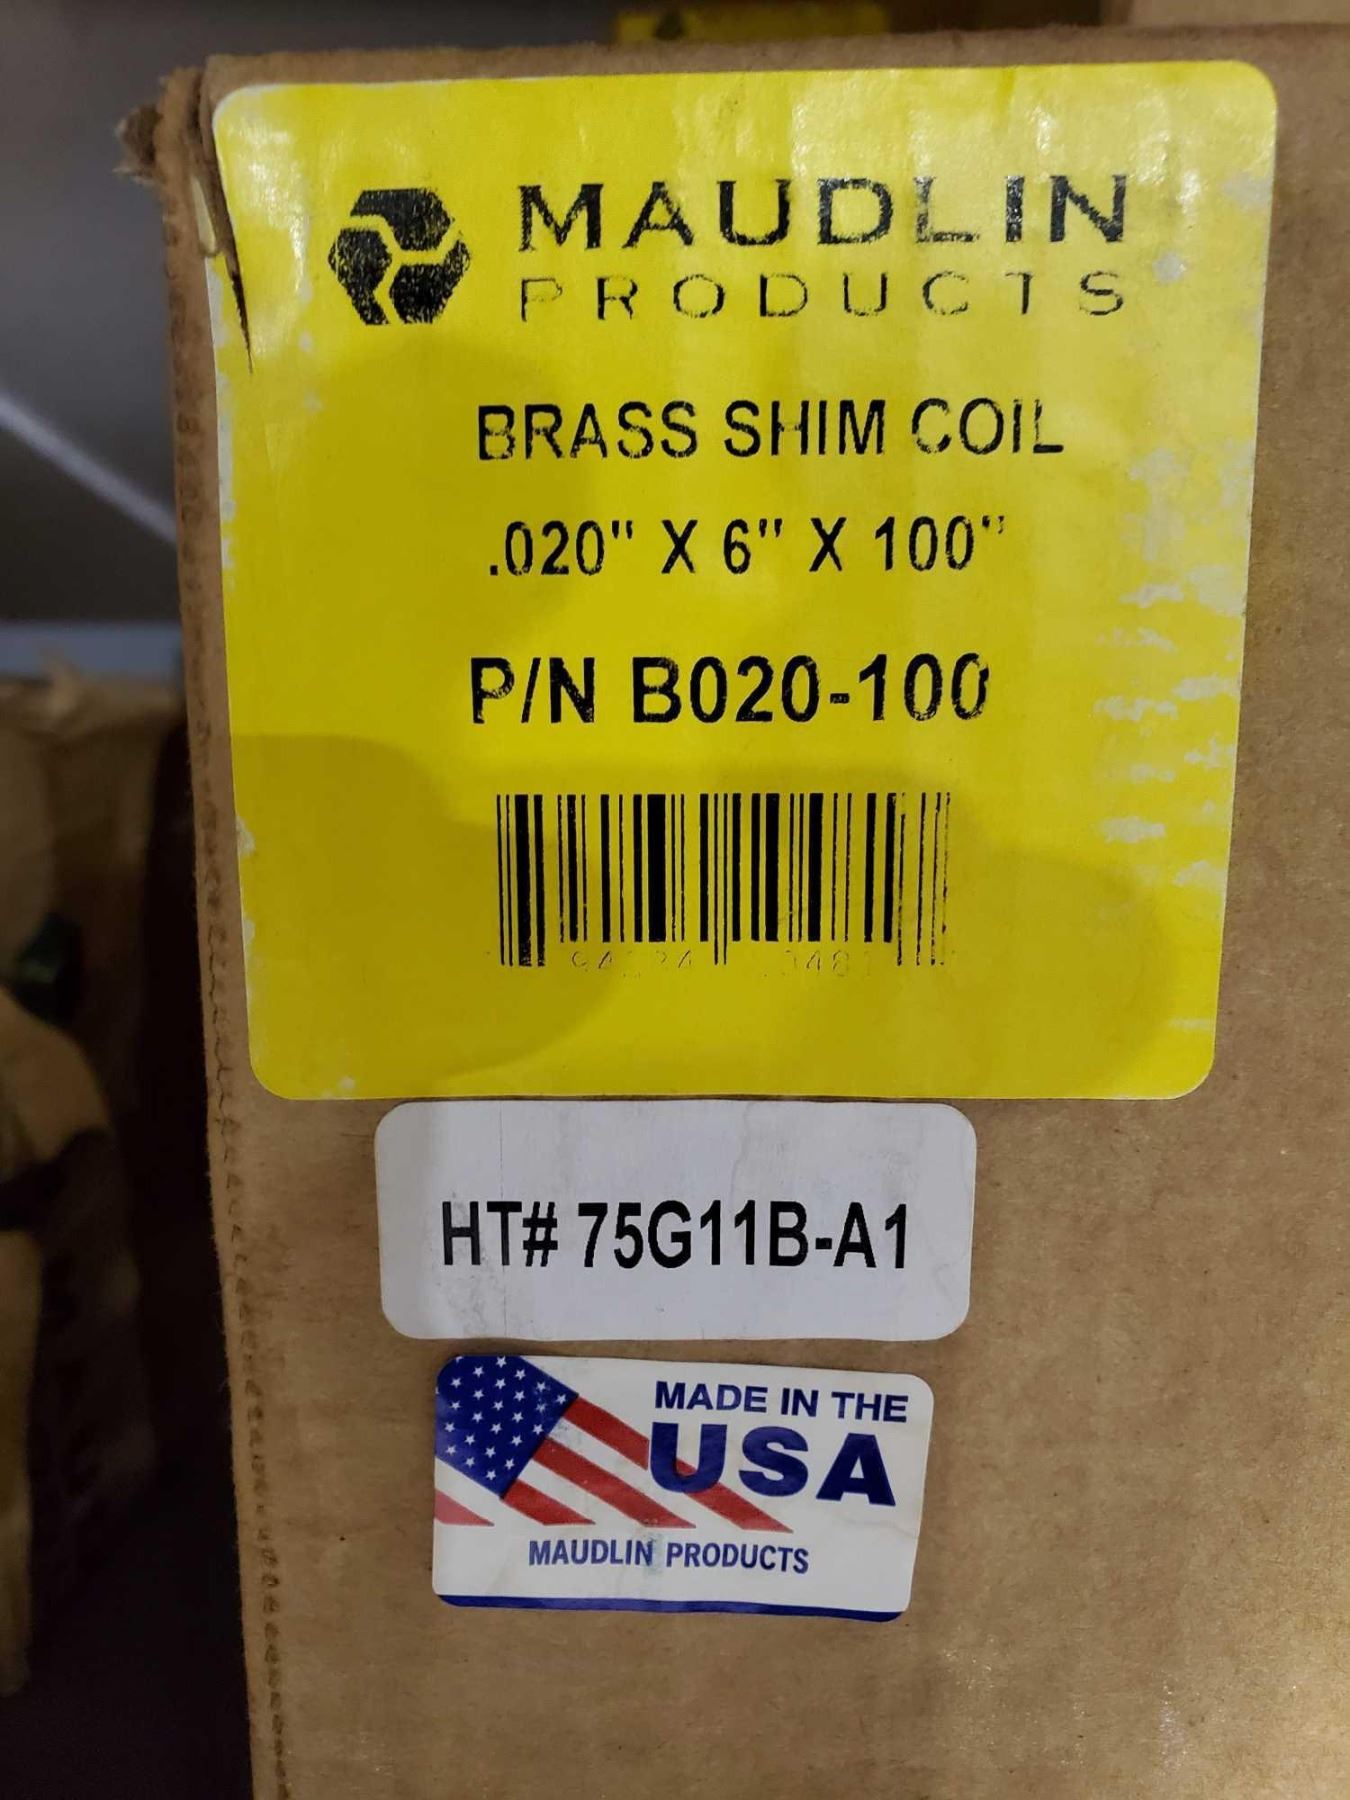 MAUDLIN
PRODUCTS
BRASS SHIM COIL
.020" X 6" X 100"
P/N B020-100
HT# 75G11B-A1
MADE IN THE
USA
MAUDLIN PRODUCTS